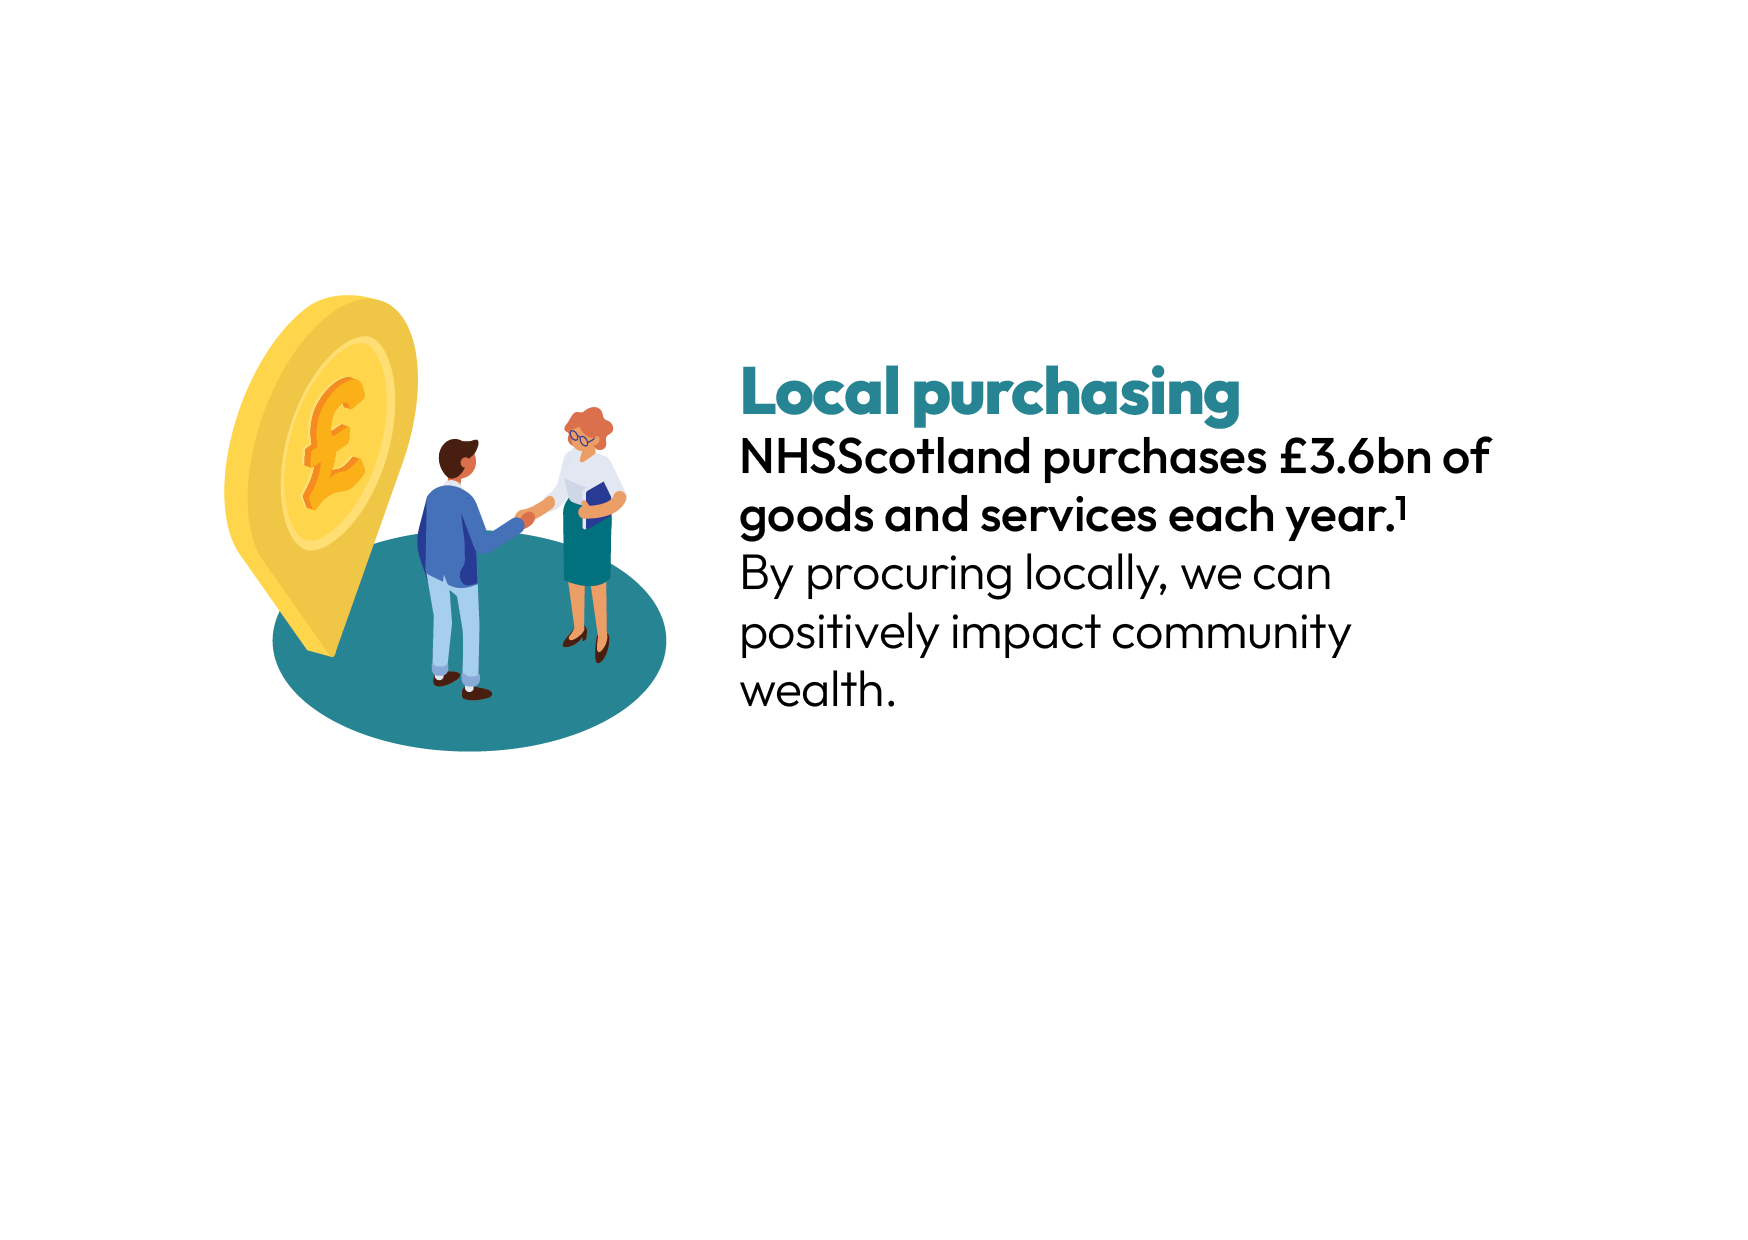 £
Local purchasing
NHSScotland purchases £3.6bn of
goods and services each year.¹
By procuring locally, we can
positively impact community
wealth.